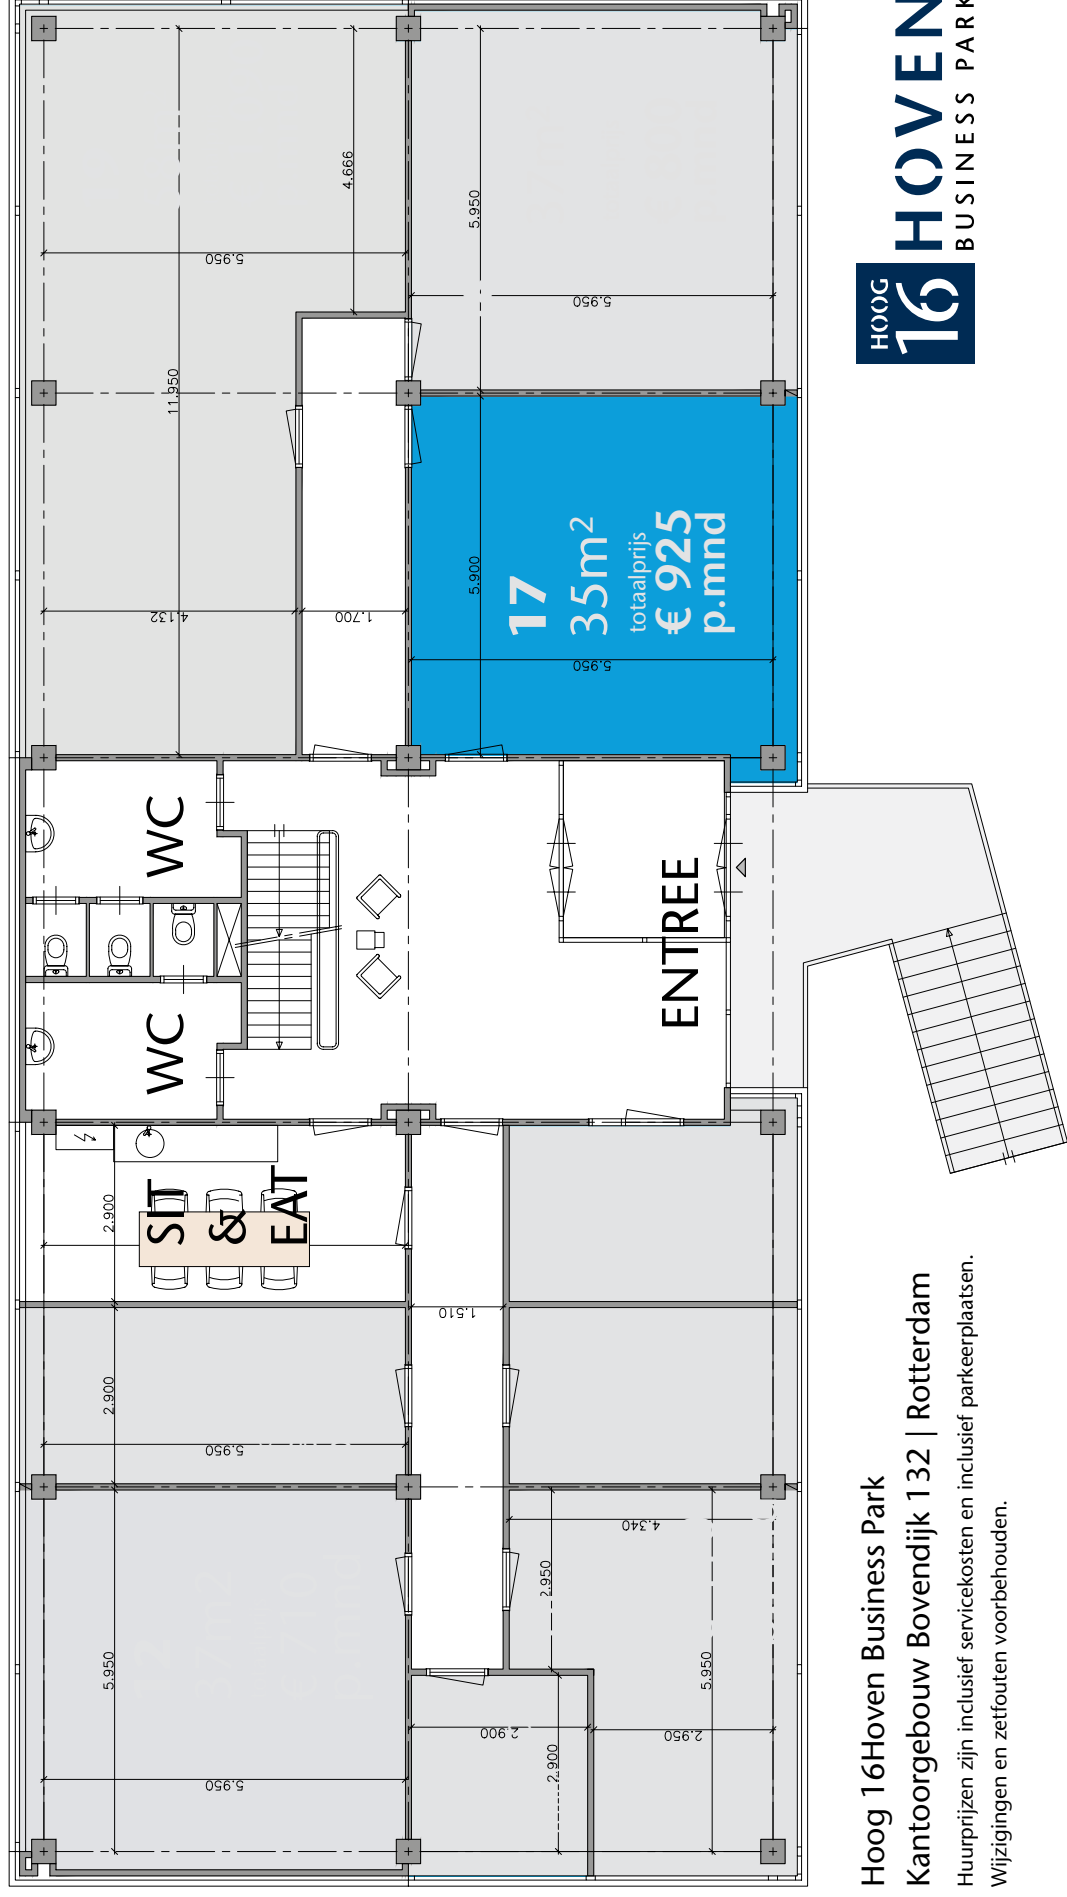 HOOG
16 HOVEN
BUSINESS PARK
17
35m²
totaalprijs
€ 925
p.mnd
WC
WC
ENTREE
SIT
&
EAT
11.950
4.666
5.950
5.950
5.950
4.132
1.700
5.900
5.950
2.900
2.900
5.950
1.510
5.950
5.950
2.950
4.340
5.950
2.900
2.900
2.950
Hoog 16Hoven Business Park
Kantoorgebouw Bovendijk 132 | Rotterdam
Huurprijzen zijn inclusief servicekosten en inclusief parkeerplaatsen.
Wijzigingen en zetfouten voorbehouden.